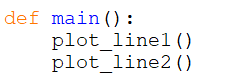 def main():
    plot_line1()
    plot_line2()